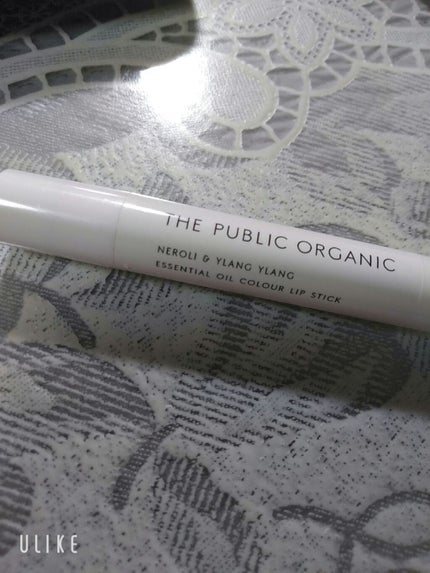 THE PUBLIC ORGANIC
NEROLI & YLANG YLANG
ESSENTIAL OIL COLOUR LIP STICK
ULIKE